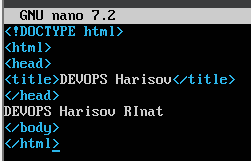 GNU nano 7.2
<!DOCTYPE html>
<html>
<head>
<title>DEVOPS Harisov</title>
</head>
DEVOPS Harisov RInat
</body>
</html>